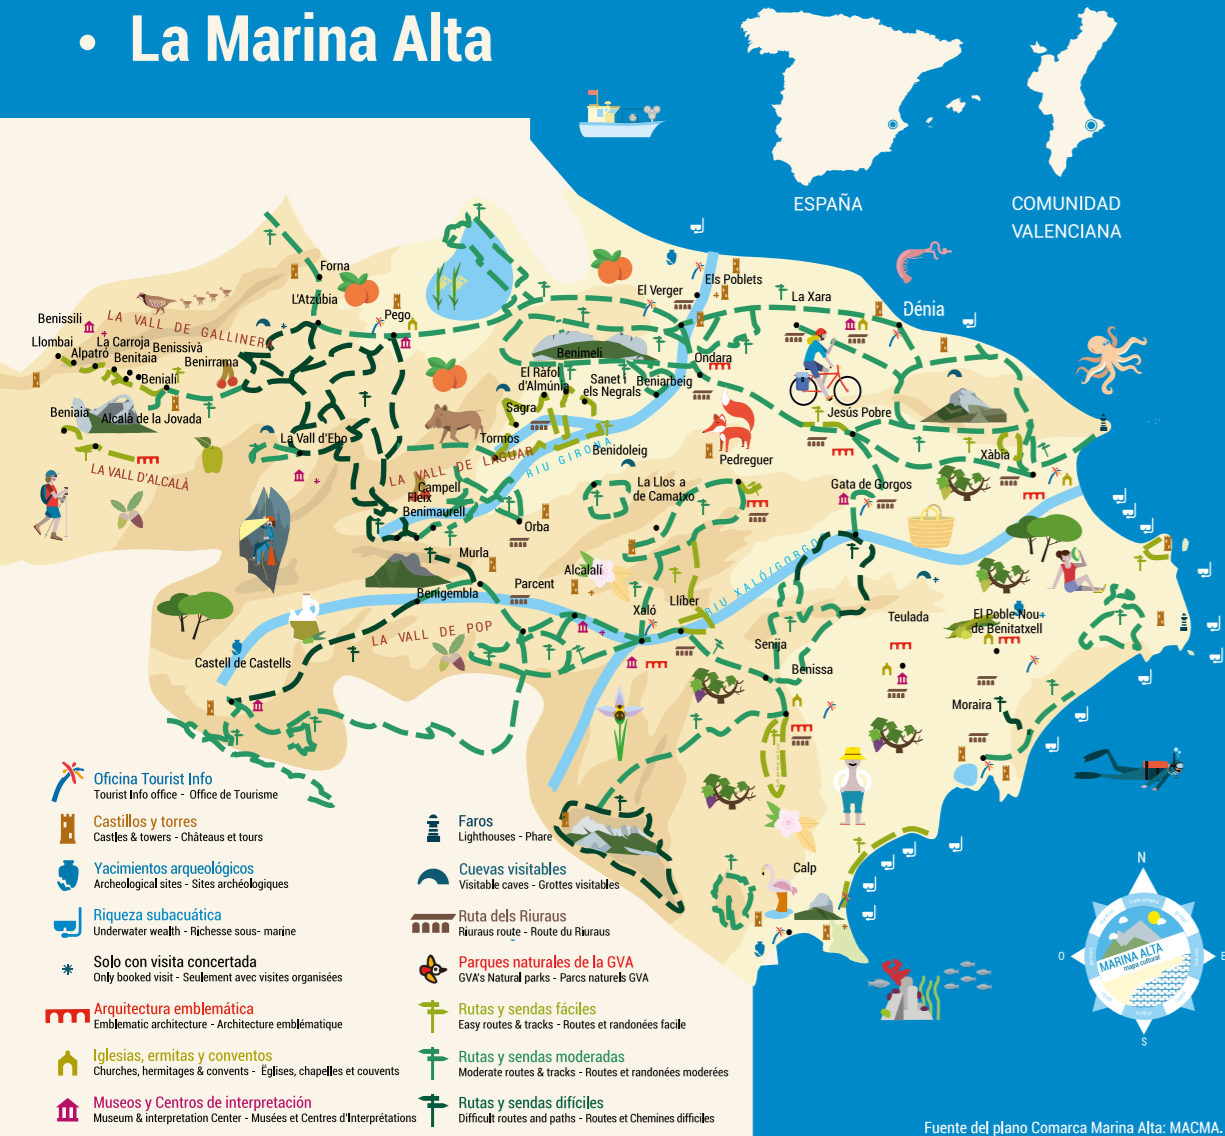 • La Marina Alta
ESPAÑA
COMUNIDAD
VALENCIANA
Forna
L'Atzúbia
Pego
El Verger
Els Poblets
La Xara
Dénia
Benissili
LA VALL DE GALLINERA
Llombai
La Carroja
Benissivà
Alpatró
Benitaia
Benirrama
Benialí
Beniaia
Alcalà de la Jovada
LA VALL D'ALCALÀ
La Vall d'Ebo
Benimeli
Ondara
El Ràfol
d'Almúnia
Sanet i
els Negrals
Beniarbeig
Sagra
Tormos
Benidoleig
LA VALL DE LAGUAR
RIU GIRONA
Jesús Pobre
Pedreguer
Xàbia
Gata de Gorgos
Campell
Fleix
Benimaurell
La Llos a
de Camatxo
Orba
Murla
Alcalalí
Parcent
Benigembla
LA VALL DE POP
Xaló
Llíber
RIU XALÓ/GORGOS
Castell de Castells
Senija
Benissa
Teulada
El Poble Nou
de Benitatxell
Moraira
Calp
Oficina Tourist Info
Tourist Info office - Office de Tourisme
Castillos y torres
Castles & towers - Châteaux et tours
Yacimientos arqueológicos
Archeological sites - Sites archéologiques
Riqueza subacuática
Underwater wealth - Richesse sous- marine
Solo con visita concertada
Only booked visit - Seulement avec visites organisées
Arquitectura emblemática
Emblematic architecture - Architecture emblématique
Iglesias, ermitas y conventos
Churches, hermitages & convents - Églises, chapelles et couvents
Museos y Centros de interpretación
Museum & interpretation Center - Musées et Centres d'Interprétations
Faros
Lighthouses - Phare
Cuevas visitables
Visitable caves - Grottes visitables
Ruta dels Riuraus
Riuraus route - Route du Riuraus
Parques naturales de la GVA
GVA's Natural parks - Parcs naturels GVA
Rutas y sendas fáciles
Easy routes & tracks - Routes et randonées facile
Rutas y sendas moderadas
Moderate routes & tracks - Routes et randonées moderées
Rutas y sendas difíciles
Difficult routes and paths - Routes et Chemines difficiles
N
O
E
S
MARINA ALTA
mapa cultural
Fuente del plano Comarca Marina Alta: MACMA.